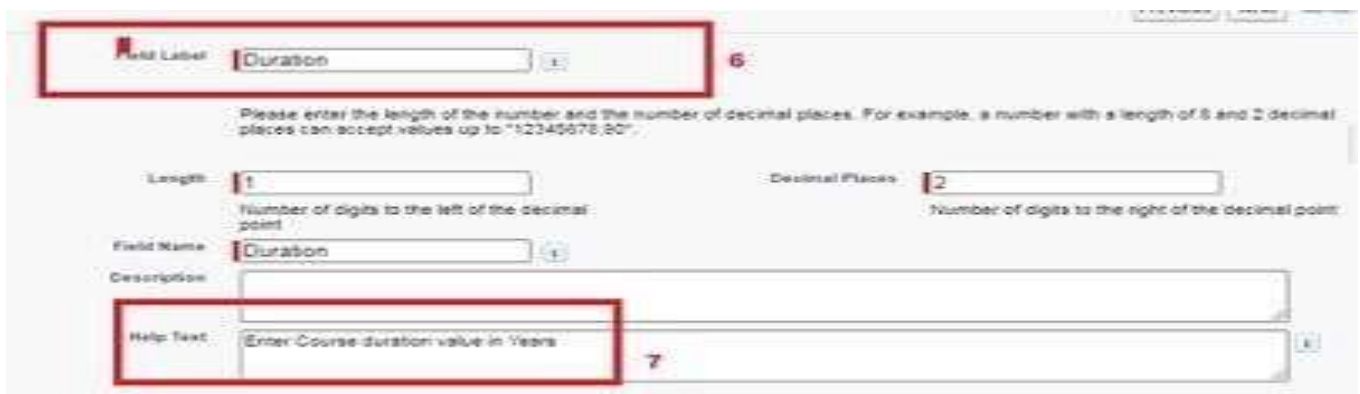 Field Label Duration i 6
Please enter the length of the number and the number of decimal places. For example, a number with a length of 8 and 2 decimal
places can accept values up to "12345678.90".
Length 1 Decimal Places 2
Number of digits to the left of the decimal Number of digits to the right of the decimal point
point
Field Name Duration i
Description
Help Text Enter Course duration value in Years i
7